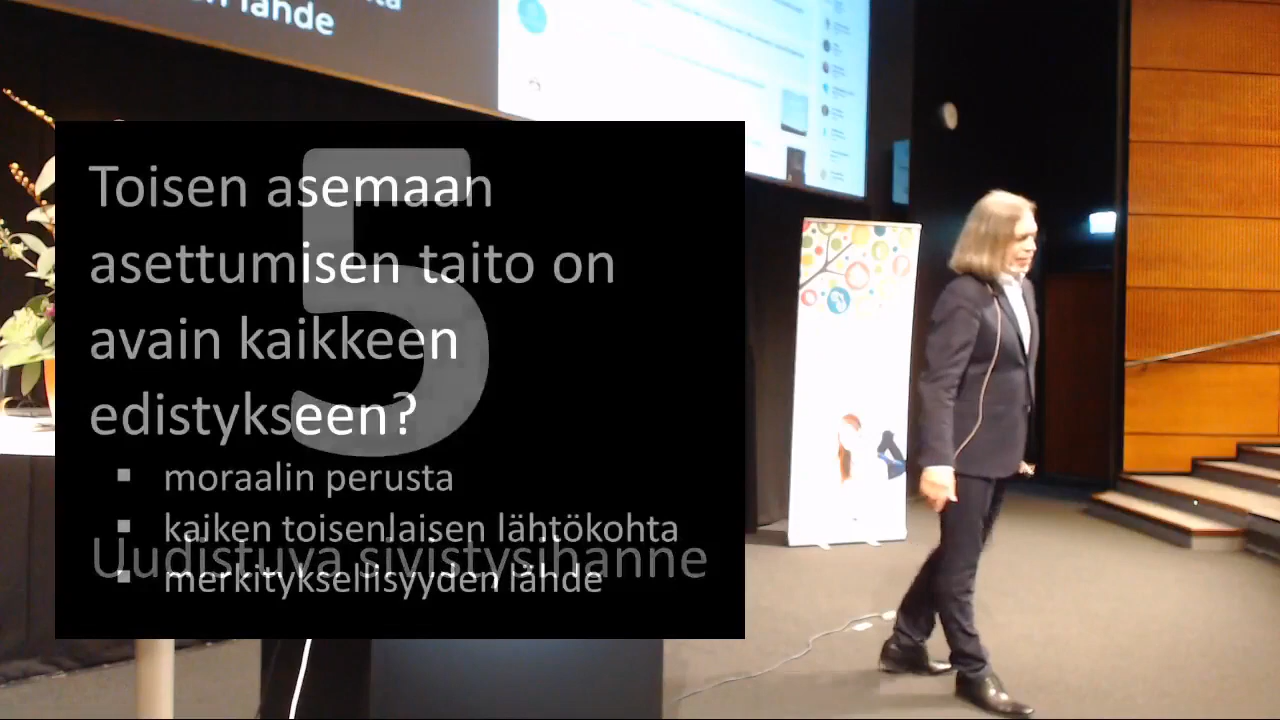 lähde
5
Toisen asemaan
asettumisen taito on
avain kaikkeen
edistykseen?
▪ moraalin perusta
▪ kaiken toisenlaisen lähtökohta
Uudistuva sivistysihanne
▪ merkityksellisyyden lähde